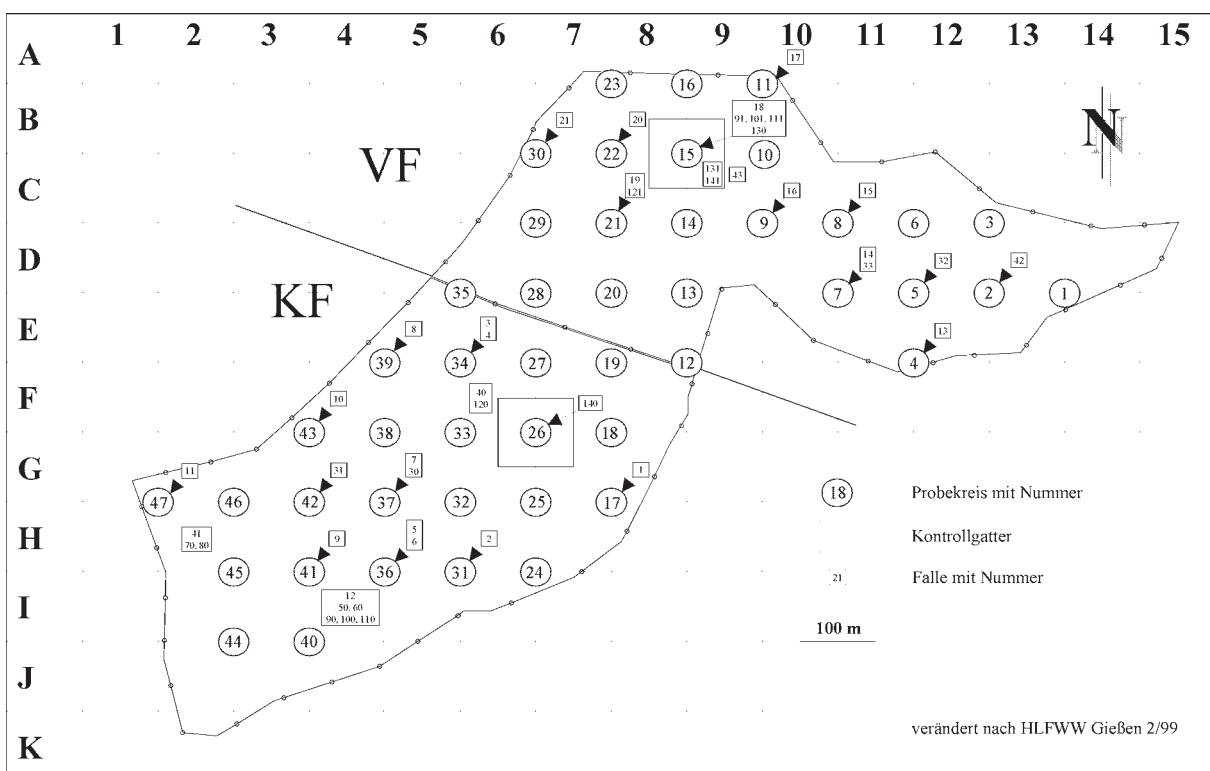 1 2 3 4 5 6 7 8 9 10 11 12 13 14 15
A
17
23 16 11
B
18
91, 101, 111
130
21 20
N
VF
30 22 15 10
C
131
141
43
19
121
16 15
29 21 14 9 8 6 3
D
14
33
32 42
KF
35 28 20 13 7 5 2 1
E
3
4
8 13
39 34 27 19 12 4
F
40
120
10 140
43 38 33 26 18
G
7
30
11 31 1
47 46 42 37 32 25 17
18 Probekreis mit Nummer
H
41
70, 80
5
6
9 2
Kontrollgatter
45 41 36 31 24
21 Falle mit Nummer
I
12
50, 60
90, 100, 110
100 m
44 40
J
K
verändert nach HLFWW Gießen 2/99